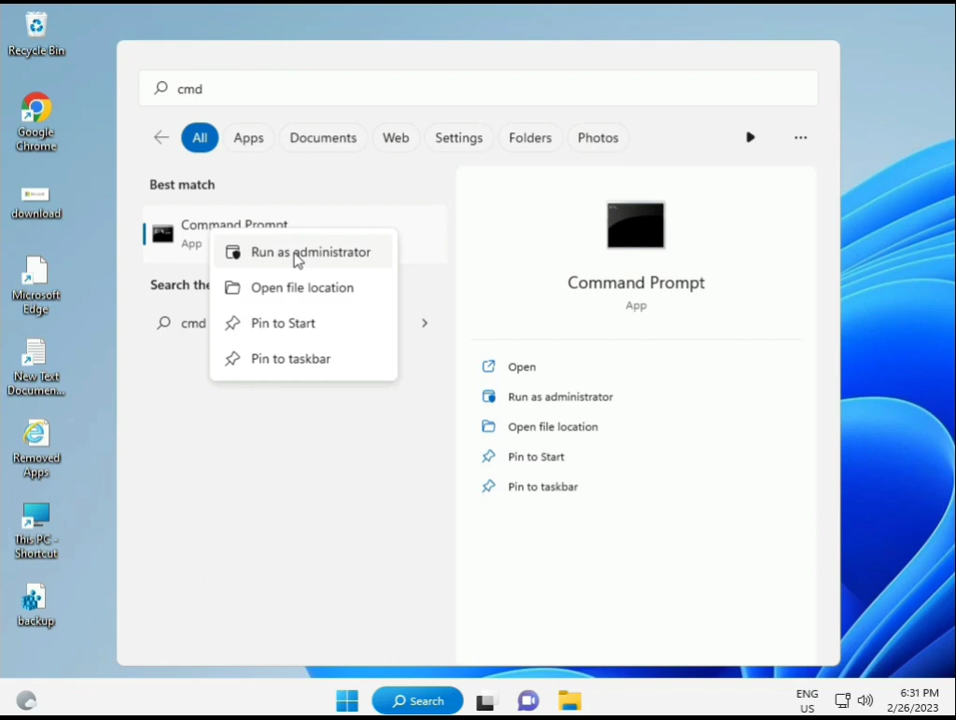 Recycle Bin
Google
Chrome
download
Microsoft
Edge
New Text
Documen...
Removed
Apps
This PC -
Shortcut
backup
cmd
All
Apps
Documents
Web
Settings
Folders
Photos
Best match
Command Prompt
App
Search the
cmd
Run as administrator
Open file location
Pin to Start
Pin to taskbar
Command Prompt
App
Open
Run as administrator
Open file location
Pin to Start
Pin to taskbar
Search
ENG
US
6:31 PM
2/26/2023